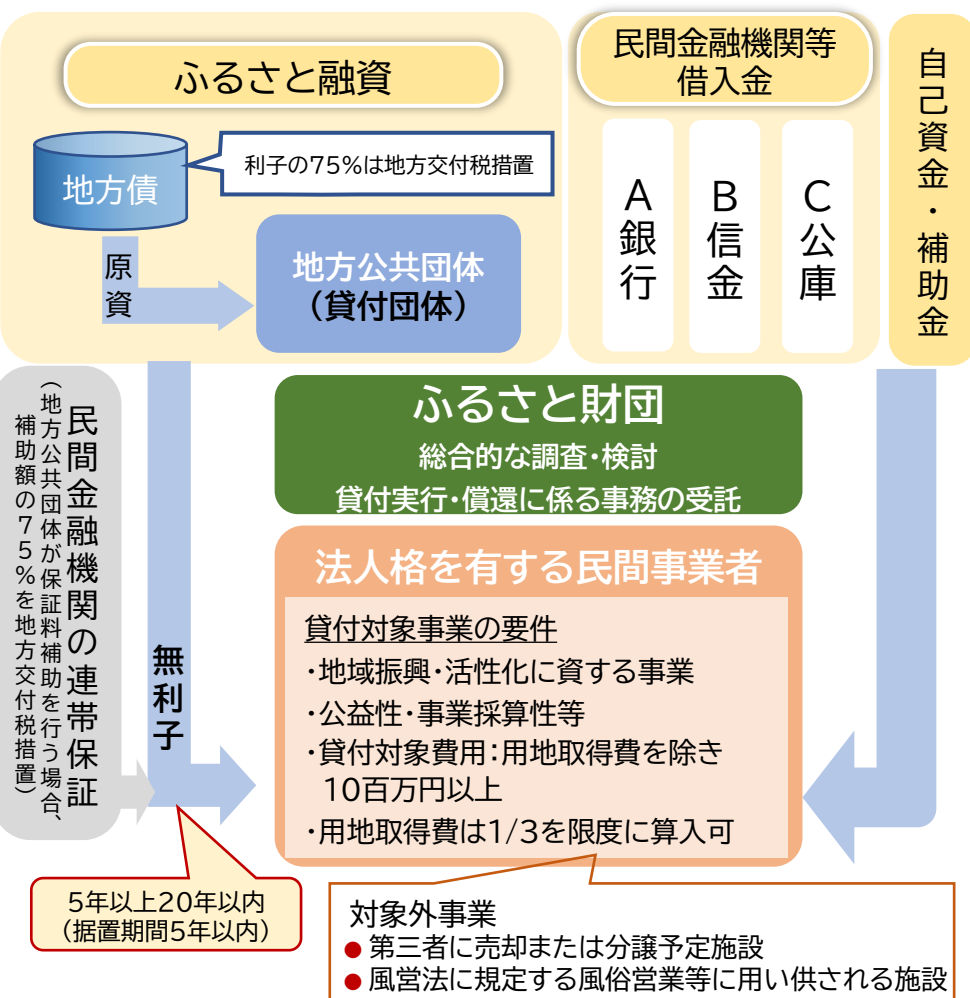 ふるさと融資
地方債
利子の75%は地方交付税措置
原資
地方公共団体
(貸付団体)
民間金融機関等
借入金
A銀行
B信金
C公庫
自己資金・補助金
民間金融機関の連帯保証
(地方公共団体が保証料補助を行う場合、
補助額の75%を地方交付税措置)
無利子
ふるさと財団
総合的な調査・検討
貸付実行・償還に係る事務の受託
法人格を有する民間事業者
貸付対象事業の要件
・地域振興・活性化に資する事業
・公益性・事業採算性等
・貸付対象費用:用地取得費を除き
10百万円以上
・用地取得費は1/3を限度に算入可
5年以上20年以内
(据置期間5年以内)
対象外事業
● 第三者に売却または分譲予定施設
● 風営法に規定する風俗営業等に用い供される施設